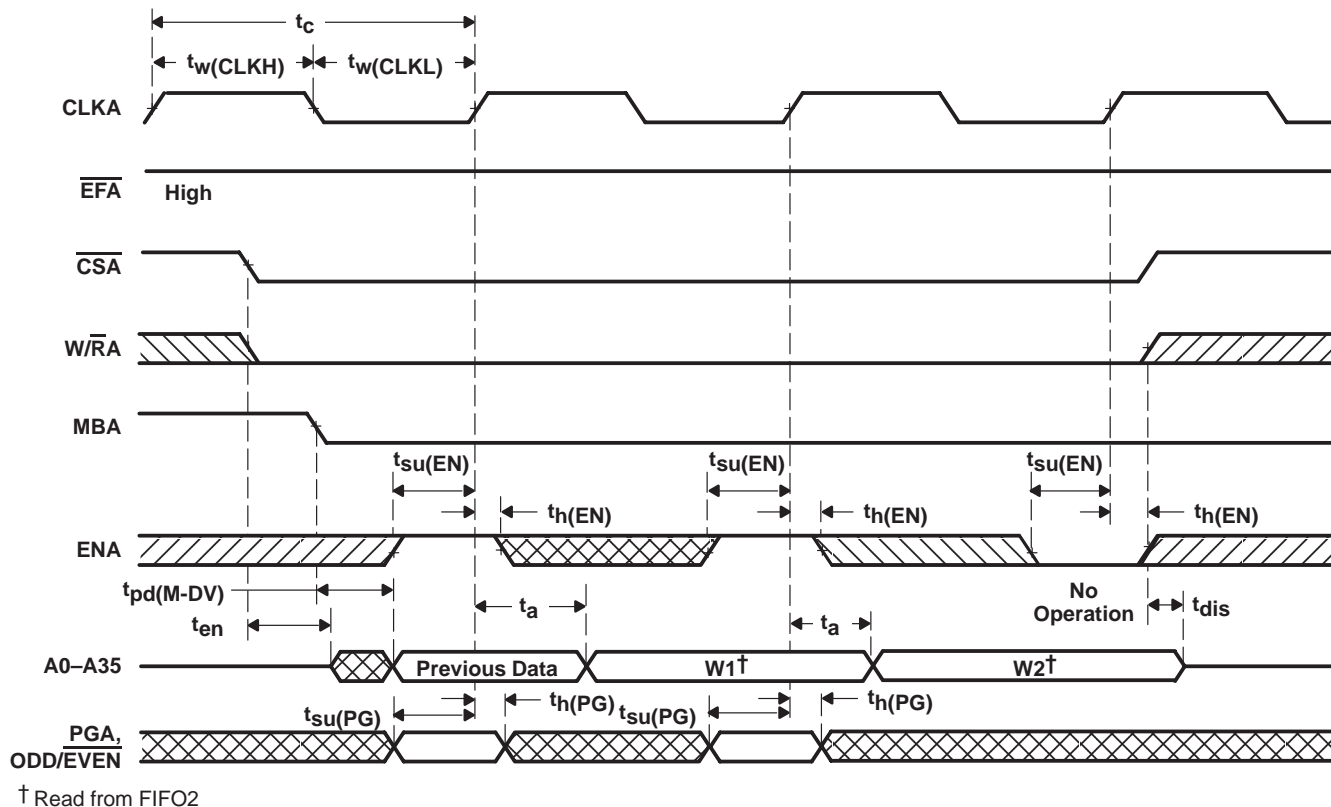 tc
tw(CLKH) tw(CLKL)
CLKA
EFA
High
CSA
W/RA
MBA
tsu(EN) tsu(EN) tsu(EN)
th(EN) th(EN) th(EN)
ENA
tpd(M-DV)
ta
No
Operation
tdis
ten
ta
A0–A35 Previous Data W1† W2†
tsu(PG) th(PG) tsu(PG) th(PG)
PGA,
ODD/EVEN
† Read from FIFO2